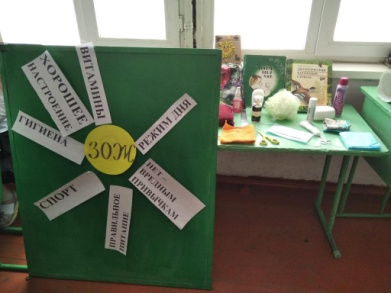 ВИТАМИНЫ
ХОРОШЕЕ
НАСТРОЕНИЕ
ГИГИЕНА
ЗОЖ
РЕЖИМ ДНЯ
СПОРТ
ПРАВИЛЬНОЕ
ПИТАНИЕ
НЕТ
ВРЕДНЫМ
ПРИВЫЧКАМ